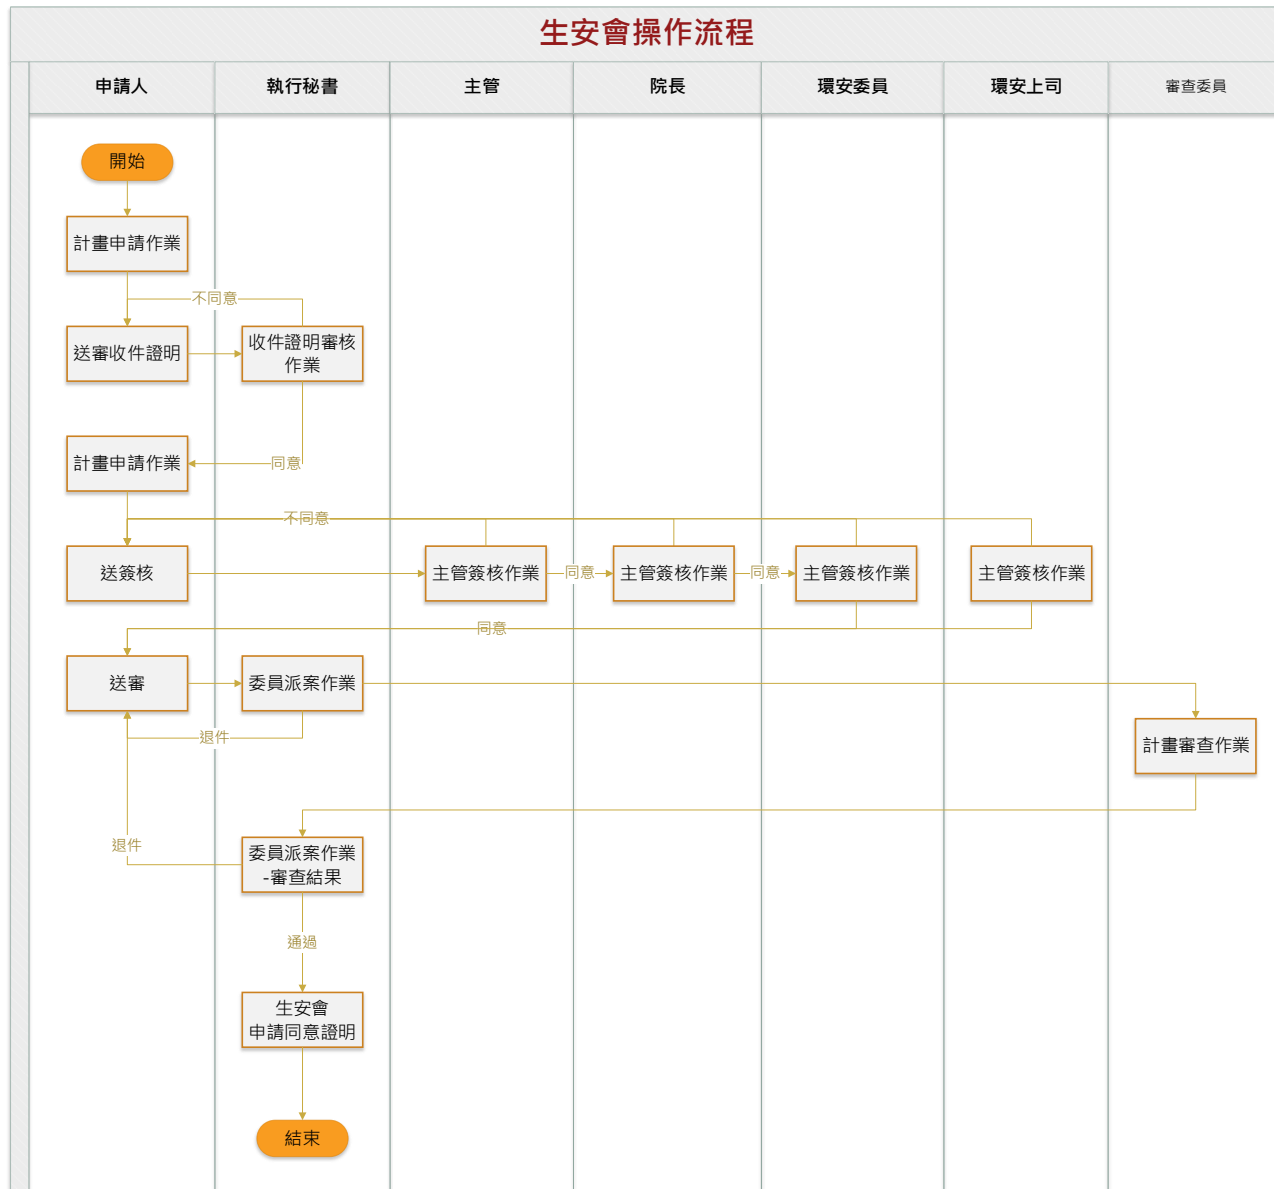 生安會操作流程
申請人
執行秘書
主管
院長
環安委員
環安上司
審查委員
開始
計畫申請作業
不同意
送審收件證明
收件證明審核
作業
計畫申請作業
同意
不同意
送簽核
主管簽核作業
同意
主管簽核作業
同意
主管簽核作業
主管簽核作業
同意
送審
委員派案作業
退件
計畫審查作業
退件
委員派案作業
-審查結果
通過
生安會
申請同意證明
結束